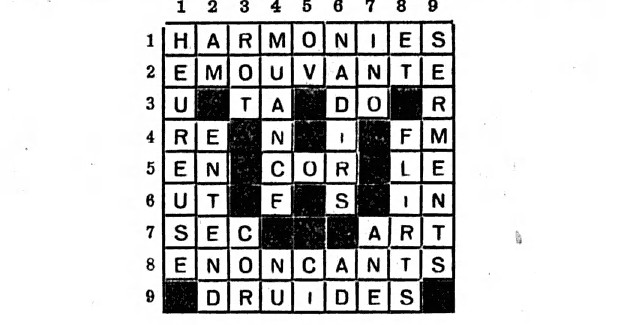 1 2 3 4 5 6 7 8 9
1 H A R M O N I E S
2 E M O U V A N T E
3 U T A D O R
4 R E N I F M
5 E N C O R L E
6 U T E S I N
7 S E C A R T
8 E N O N C A N T S
9 D R U I D E S